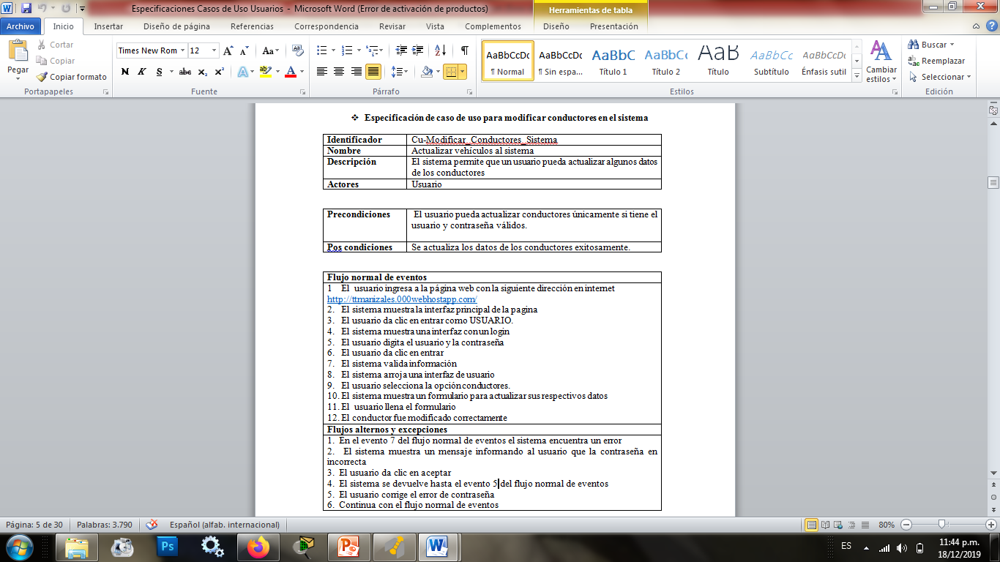 Especificaciones Casos de Uso Usuarios - Microsoft Word (Error de activación de productos)
Herramientas de tabla
Archivo Inicio Insertar Diseño de página Referencias Correspondencia Revisar Vista Complementos Diseño Presentación
Pegar
Cortar
Copiar
Copiar formato
Portapapeles
Times New Rom 12
N K S abc x₂ x²
Fuente
Párrafo
AaBbCcDc AaBbCcDc AaBbC AaBbCc AaB AaBbCc AaBbCcDc
¶ Normal ¶ Sin espa... Título 1 Título 2 Título Subtítulo Énfasis sutil
Estilos
Cambiar estilos
Buscar
Reemplazar
Seleccionar
Edición
❖ Especificación de caso de uso para modificar conductores en el sistema
Identificador Cu-Modificar_Conductores_Sistema
Nombre Actualizar vehículos al sistema
Descripción El sistema permite que un usuario pueda actualizar algunos datos
de los conductores
Actores Usuario
Precondiciones El usuario pueda actualizar conductores únicamente si tiene el
usuario y contraseña válidos.
Pos condiciones Se actualiza los datos de los conductores exitosamente.
Flujo normal de eventos
1 El usuario ingresa a la página web con la siguiente dirección en internet
http://ttmanizales.000webhostapp.com/
2. El sistema muestra la interfaz principal de la pagina
3. El usuario da clic en entrar como USUARIO.
4. El sistema muestra una interfaz con un login
5. El usuario digita el usuario y la contraseña
6. El usuario da clic en entrar
7. El sistema valida información
8. El sistema arroja una interfaz de usuario
9. El usuario selecciona la opción conductores.
10. El sistema muestra un formulario para actualizar sus respectivos datos
11. El usuario llena el formulario
12. El conductor fue modificado correctamente
Flujos alternos y excepciones
1. En el evento 7 del flujo normal de eventos el sistema encuentra un error
2. El sistema muestra un mensaje informando al usuario que la contraseña en
incorrecta
3. El usuario da clic en aceptar
4. El sistema se devuelve hasta el evento 5 del flujo normal de eventos
5. El usuario corrige el error de contraseña
6. Continua con el flujo normal de eventos
Página: 5 de 30 Palabras: 3.790 Español (alfab. internacional) 80%
Ps
ES
11:44 p.m.
18/12/2019